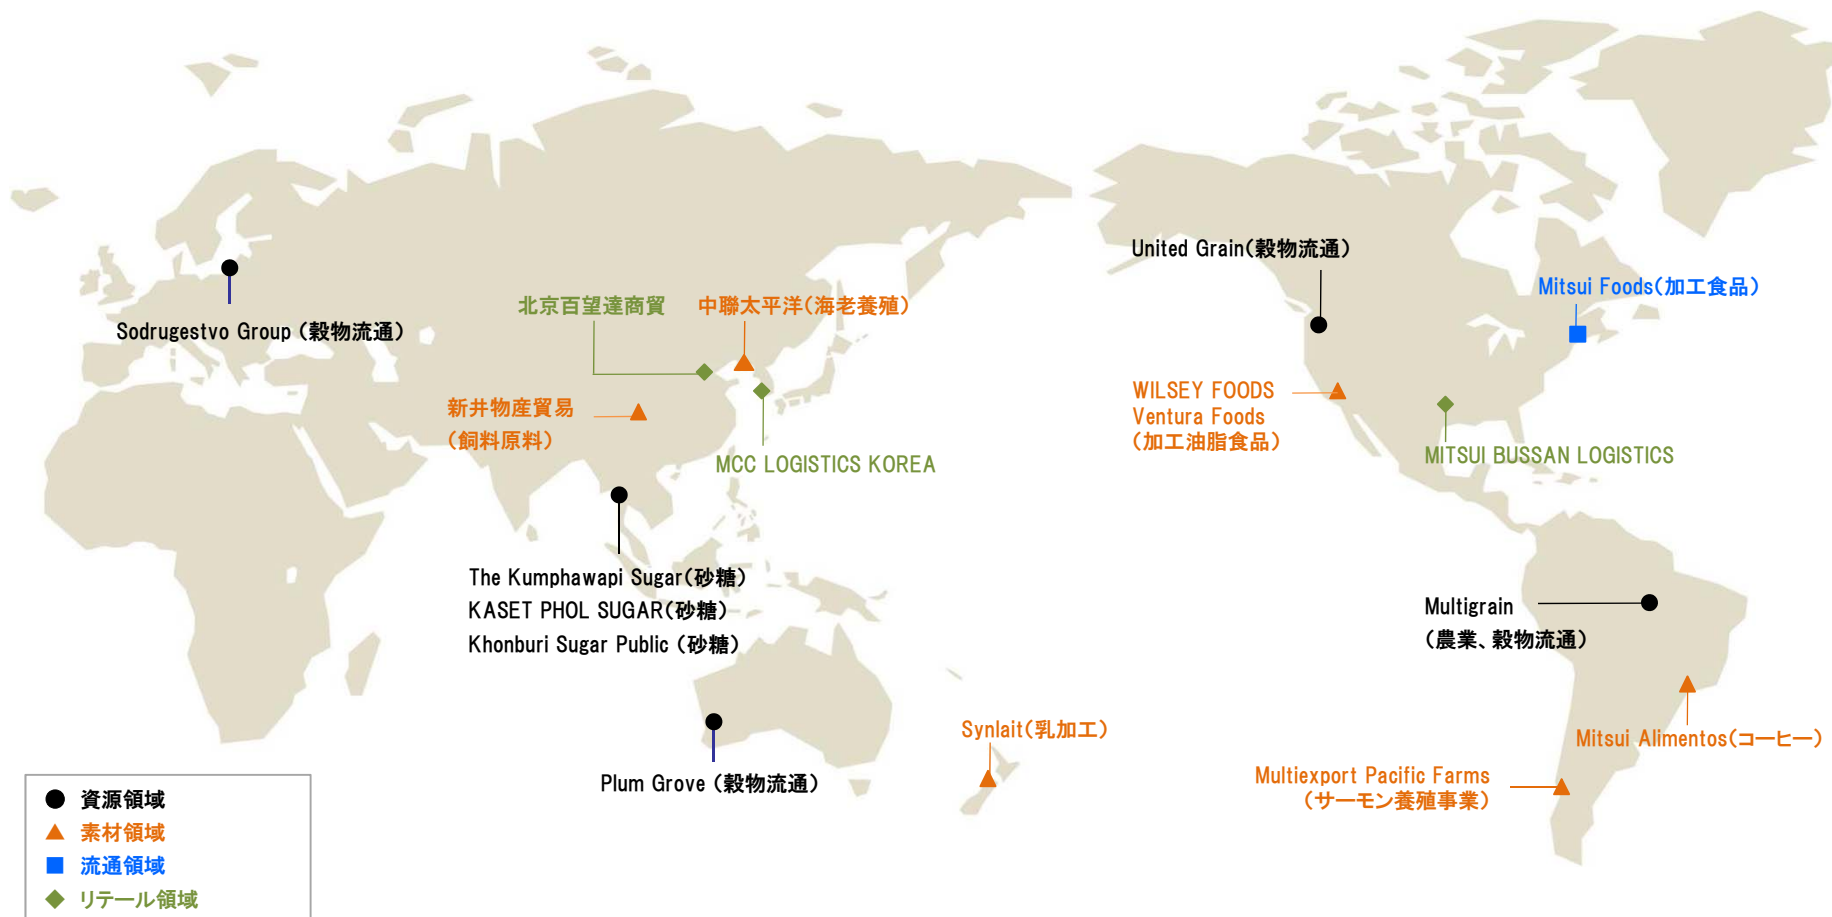 United Grain(穀物流通)
Mitsui Foods(加工食品)
北京百望達商貿
中聯太平洋(海老養殖)
Sodrugestvo Group (穀物流通)
WILSEY FOODS
Ventura Foods
(加工油脂食品)
新井物産貿易
(飼料原料)
MCC LOGISTICS KOREA
MITSUI BUSSAN LOGISTICS
The Kumphawapi Sugar(砂糖)
KASET PHOL SUGAR(砂糖)
Khonburi Sugar Public (砂糖)
Multigrain
(農業、穀物流通)
Synlait(乳加工)
Mitsui Alimentos(コーヒー)
Plum Grove (穀物流通)
Multiexport Pacific Farms
(サーモン養殖事業)
資源領域
素材領域
流通領域
リテール領域